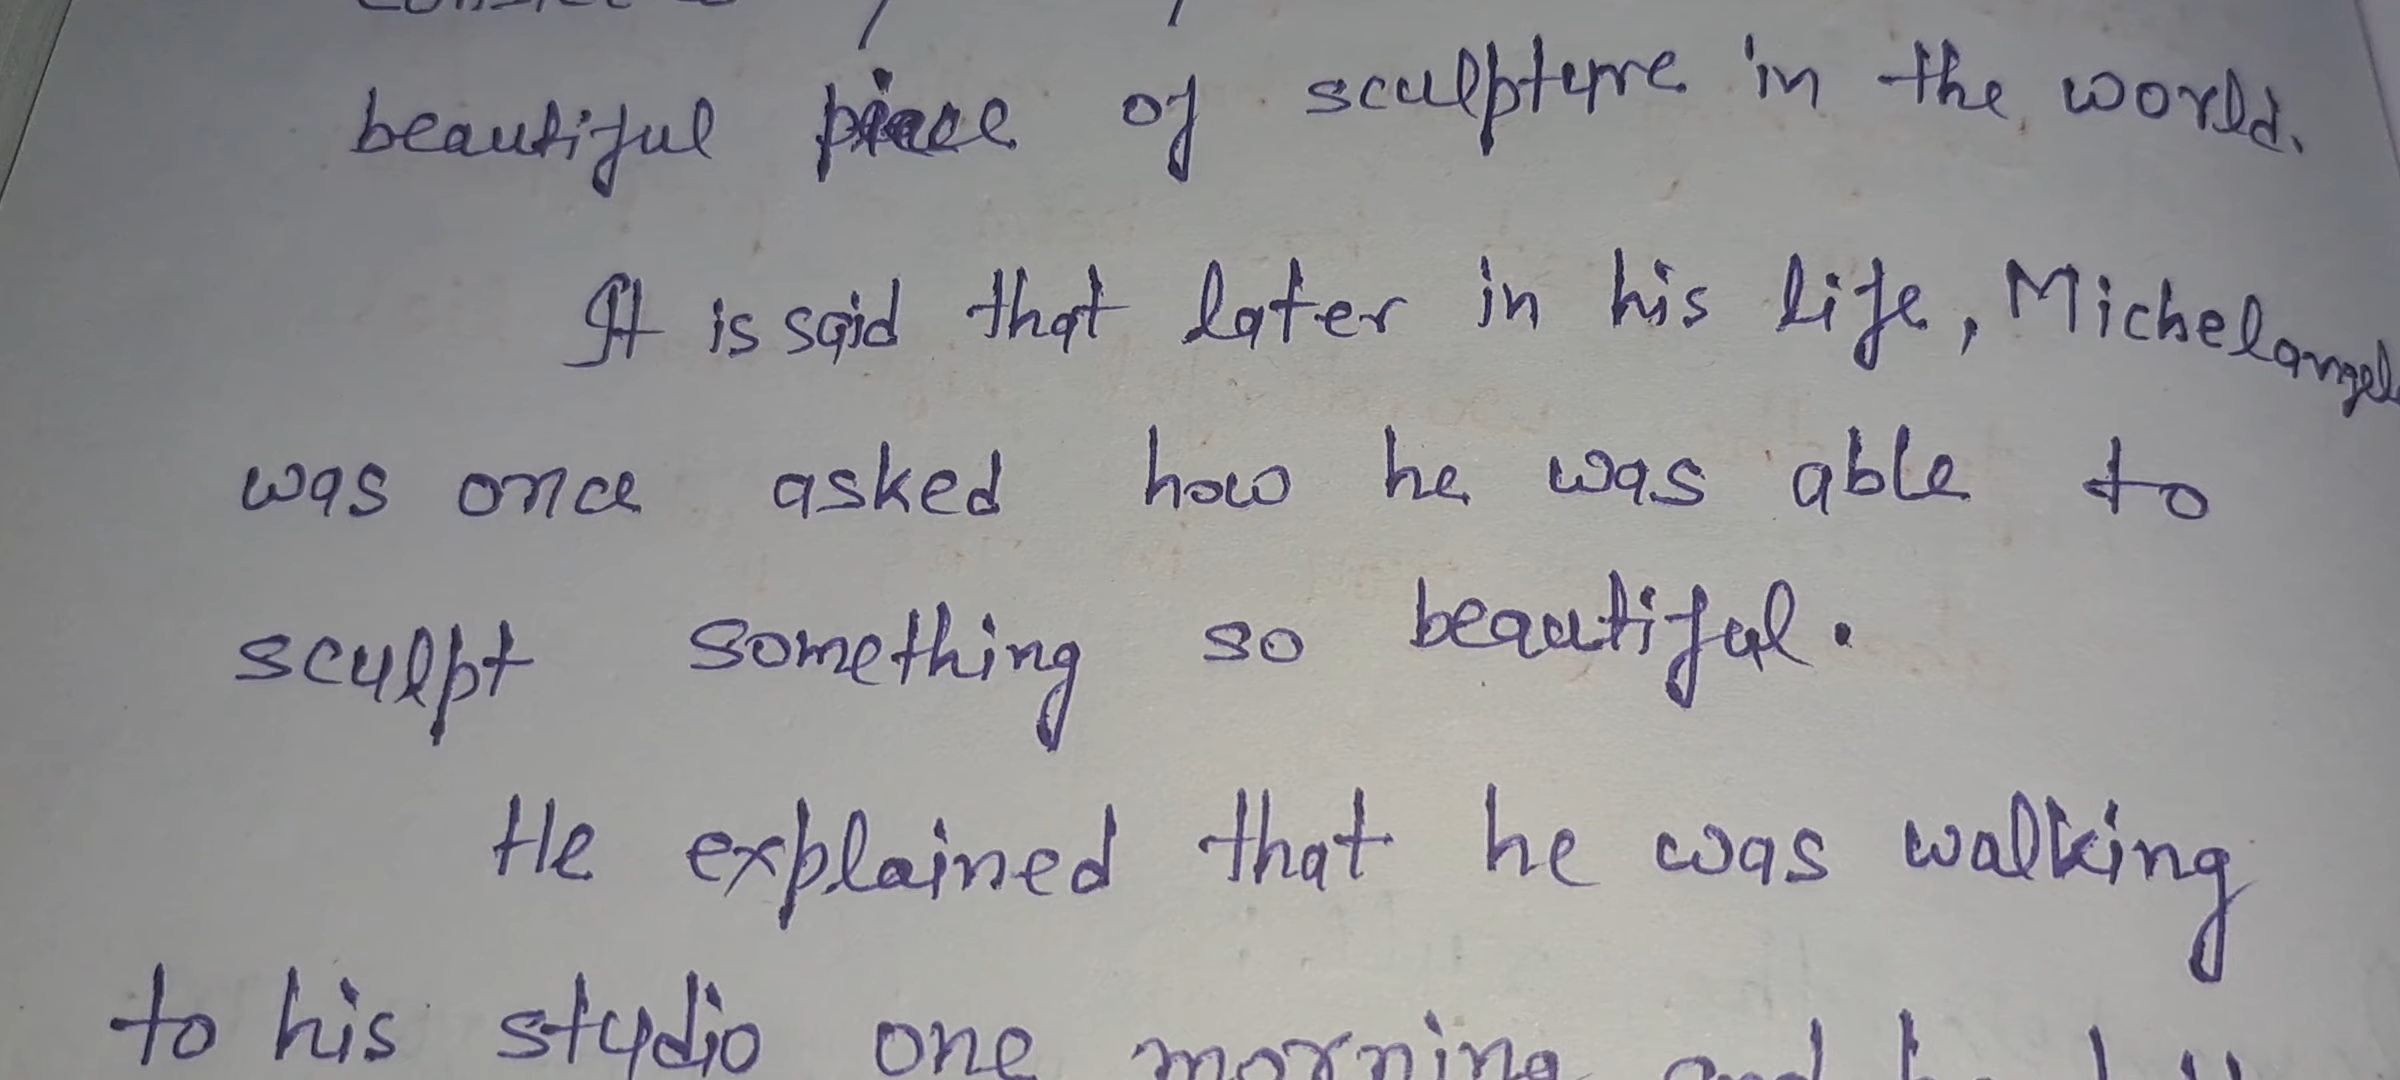 beautiful piece of sculpture in the world.
It is said that later in his life, Michelangel
was once asked how he was able to
sculpt something so beautiful.
He explained that he was walking
to his studio one morning and